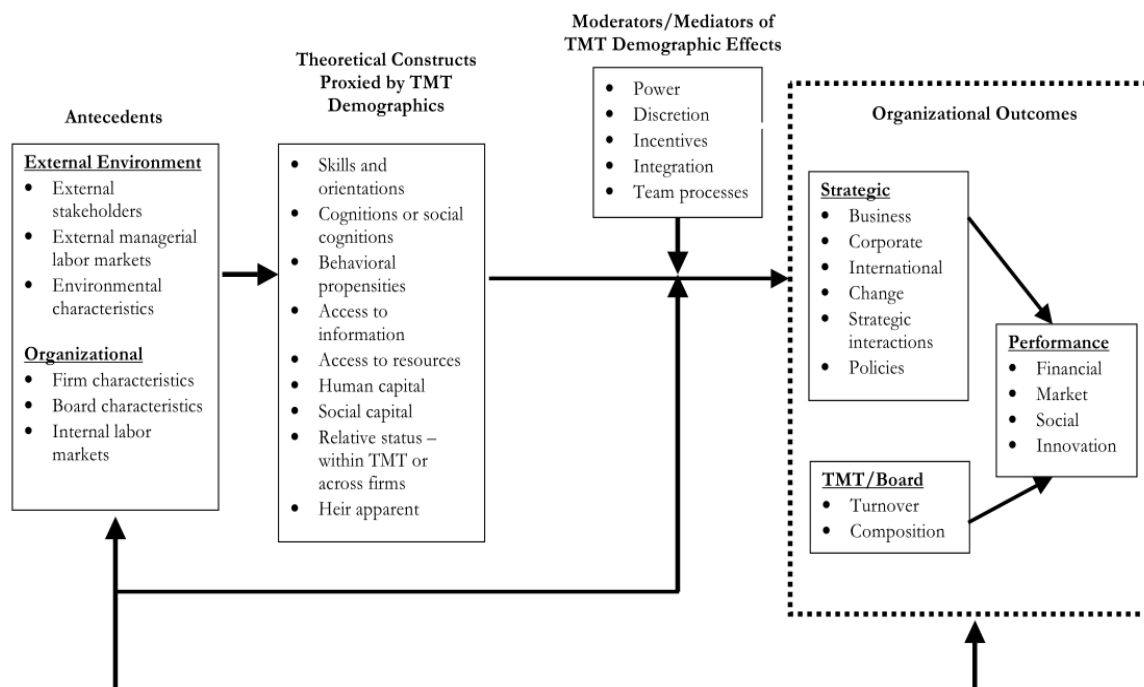 Antecedents
External Environment
• External
stakeholders
• External managerial
labor markets
• Environmental
characteristics
Organizational
• Firm characteristics
• Board characteristics
• Internal labor
markets
Theoretical Constructs
Proxied by TMT
Demographics
• Skills and
orientations
• Cognitions or social
cognitions
• Behavioral
propensities
• Access to
information
• Access to resources
• Human capital
• Social capital
• Relative status –
within TMT or
across firms
• Heir apparent
Moderators/Mediators of
TMT Demographic Effects
• Power
• Discretion
• Incentives
• Integration
• Team processes
Organizational Outcomes
Strategic
• Business
• Corporate
• International
• Change
• Strategic
interactions
• Policies
TMT/Board
• Turnover
• Composition
Performance
• Financial
• Market
• Social
• Innovation